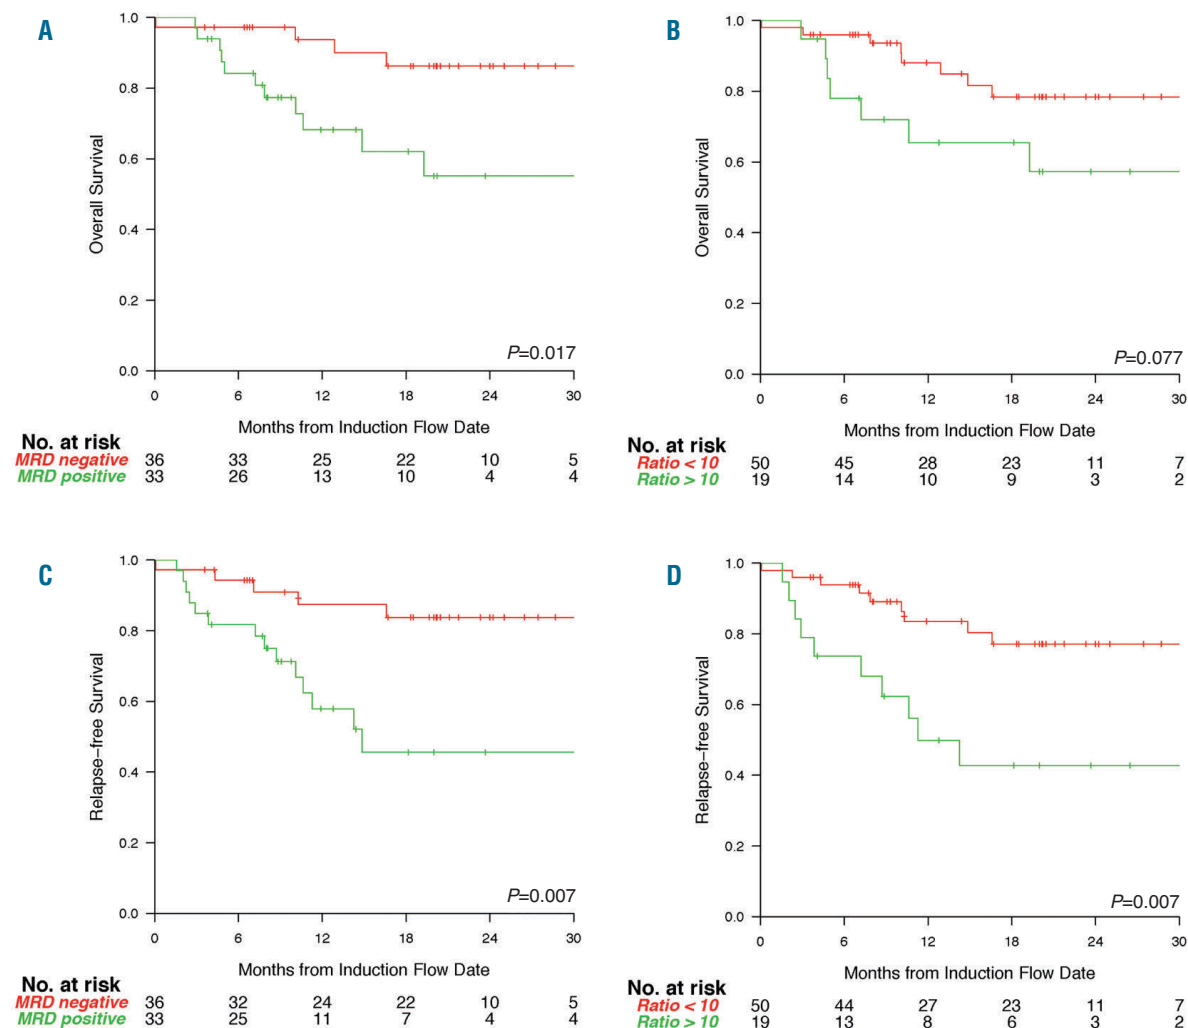 A
1.0
0.8
0.6
0.4
0.2
0.0
Overall Survival
P=0.017
0 6 12 18 24 30
Months from Induction Flow Date
No. at risk
MRD negative 36 33 25 22 10 5
MRD positive 33 26 13 10 4 4
B
1.0
0.8
0.6
0.4
0.2
0.0
Overall Survival
P=0.077
0 6 12 18 24 30
Months from Induction Flow Date
No. at risk
Ratio < 10 50 45 28 23 11 7
Ratio > 10 19 14 10 9 3 2
C
1.0
0.8
0.6
0.4
0.2
0.0
Relapse−free Survival
P=0.007
0 6 12 18 24 30
Months from Induction Flow Date
No. at risk
MRD negative 36 32 24 22 10 5
MRD positive 33 25 11 7 4 4
D
1.0
0.8
0.6
0.4
0.2
0.0
Relapse−free Survival
P=0.007
0 6 12 18 24 30
Months from Induction Flow Date
No. at risk
Ratio < 10 50 44 27 23 11 7
Ratio > 10 19 13 8 6 3 2